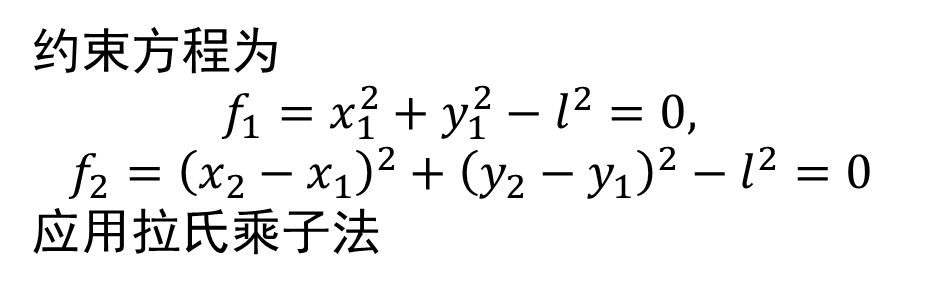 约束方程为
f₁ = x₁² + y₁² − l² = 0,
f₂ = (x₂ − x₁)² + (y₂ − y₁)² − l² = 0
应用拉氏乘子法